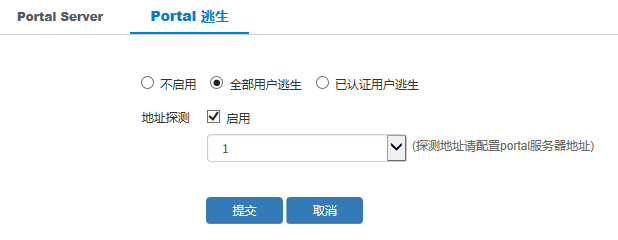 Portal Server Portal 逃生
不启用 全部用户逃生 已认证用户逃生
地址探测 启用
1 (探测地址请配置portal服务器地址)
提交 取消